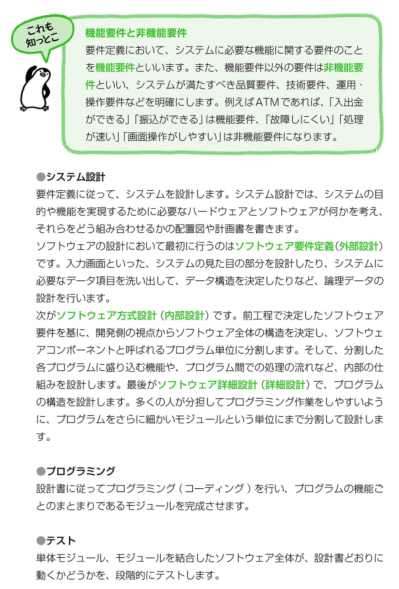 これも
知っとこ
機能要件と非機能要件
要件定義において、システムに必要な機能に関する要件のこと
を機能要件といいます。また、機能要件以外の要件は非機能要
件といい、システムが満たすべき品質要件、技術要件、運用・
操作要件などを明確にします。例えばATMであれば、「入出金
ができる」「振込ができる」は機能要件、「故障しにくい」「処理
が速い」「画面操作がしやすい」は非機能要件になります。
●システム設計
要件定義に従って、システムを設計します。システム設計では、システムの目
的や機能を実現するために必要なハードウェアとソフトウェアが何かを考え、
それらをどう組み合わせるかの配置図や計画書を書きます。
ソフトウェアの設計において最初に行うのはソフトウェア要件定義(外部設計)
です。入力画面といった、システムの見た目の部分を設計したり、システムに
必要なデータ項目を洗い出して、データ構造を決定したりなど、論理データの
設計を行います。
次がソフトウェア方式設計(内部設計)です。前工程で決定したソフトウェア
要件を基に、開発側の視点からソフトウェア全体の構造を決定し、ソフトウェ
アコンポーネントと呼ばれるプログラム単位に分割します。そして、分割した
各プログラムに盛り込む機能や、プログラム間での処理の流れなど、内部の仕
組みを設計します。最後がソフトウェア詳細設計(詳細設計)で、プログラム
の構造を設計します。多くの人が分担してプログラミング作業をしやすいよう
に、プログラムをさらに細かいモジュールという単位にまで分割して設計しま
す。
●プログラミング
設計書に従ってプログラミング(コーディング)を行い、プログラムの機能ご
とのまとまりであるモジュールを完成させます。
●テスト
単体モジュール、モジュールを結合したソフトウェア全体が、設計書どおりに
動くかどうかを、段階的にテストします。